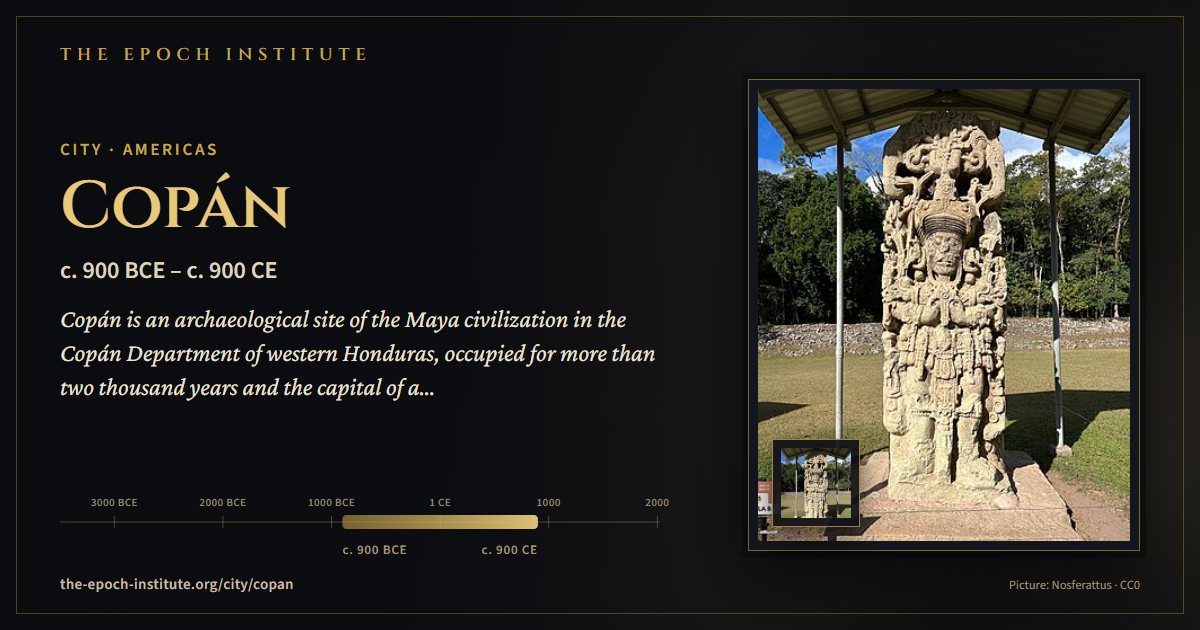 THE EPOCH INSTITUTE
CITY · AMERICAS
COPÁN
c. 900 BCE – c. 900 CE
Copán is an archaeological site of the Maya civilization in the
Copán Department of western Honduras, occupied for more than
two thousand years and the capital of a...
3000 BCE 2000 BCE 1000 BCE 1 CE 1000 2000
c. 900 BCE c. 900 CE
the-epoch-institute.org/city/copan
Picture: Nosferattus · CC0